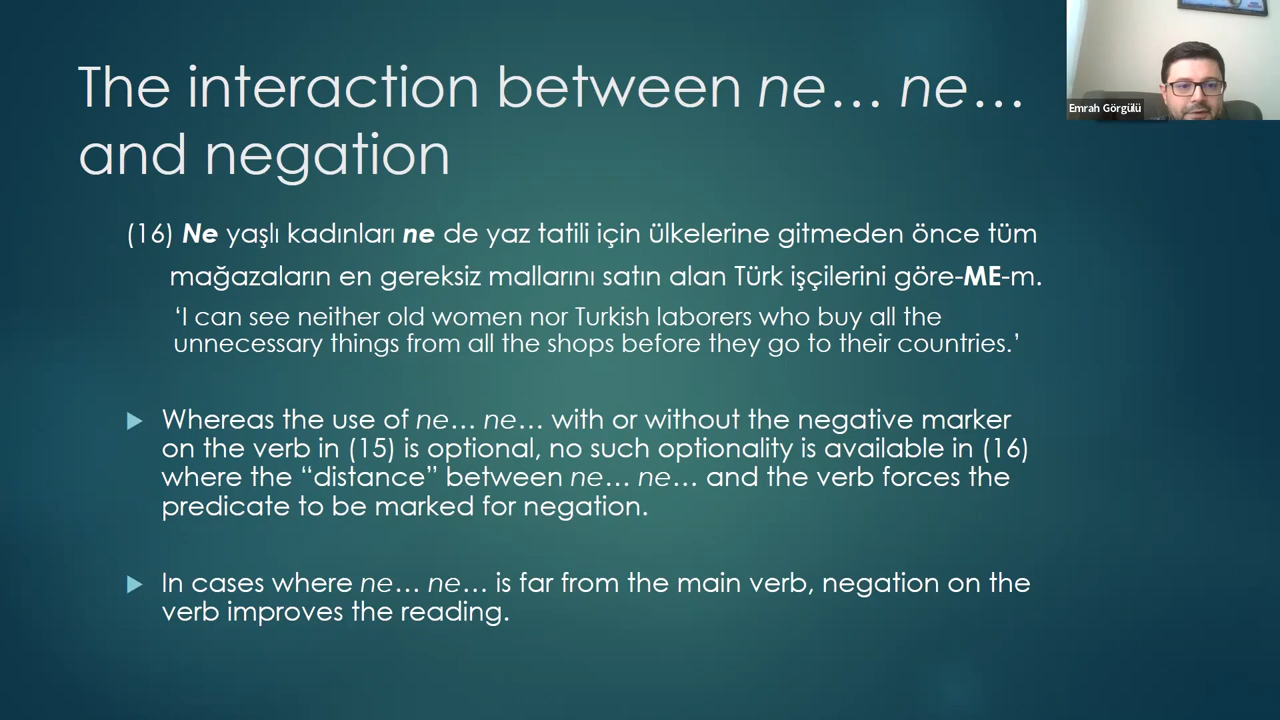 The interaction between ne… ne…
and negation
Emrah Görgülü
(16) Ne yaşlı kadınları ne de yaz tatili için ülkelerine gitmeden önce tüm
mağazaların en gereksiz mallarını satın alan Türk işçilerini göre-ME-m.
‘I can see neither old women nor Turkish laborers who buy all the
unnecessary things from all the shops before they go to their countries.’
Whereas the use of ne… ne… with or without the negative marker
on the verb in (15) is optional, no such optionality is available in (16)
where the “distance” between ne… ne… and the verb forces the
predicate to be marked for negation.
In cases where ne… ne… is far from the main verb, negation on the
verb improves the reading.